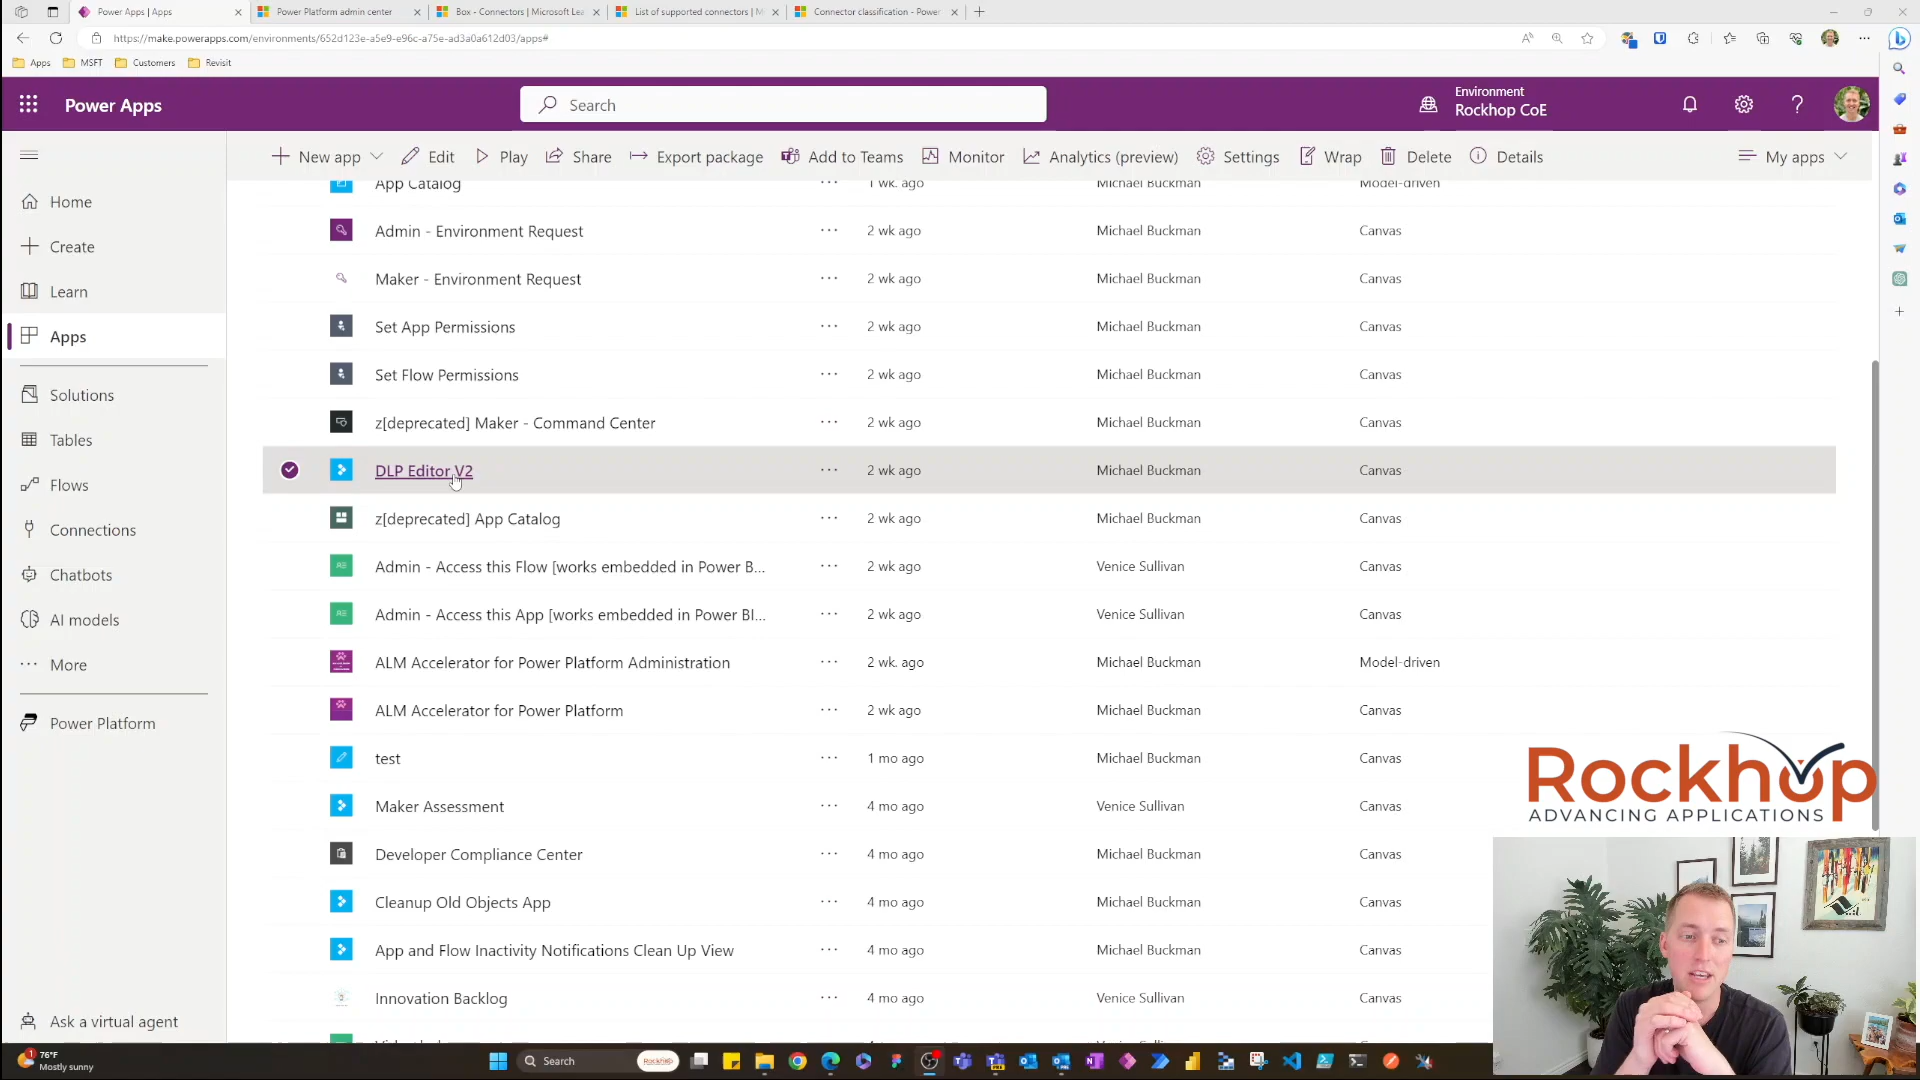 Power Apps | Apps
Power Platform admin center
Box - Connectors | Microsoft Lea
List of supported connectors | M
Connector classification - Power
https://make.powerapps.com/environments/652d123e-a5e9-e96c-a75e-ad3a0a612d03/apps#
Apps
MSFT
Customers
Revisit
Power Apps
Search
Environment
Rockhop CoE
New app
Edit
Play
Share
Export package
Add to Teams
Monitor
Analytics (preview)
Settings
Wrap
Delete
Details
My apps
Home
Create
Learn
Apps
Solutions
Tables
Flows
Connections
Chatbots
AI models
More
Power Platform
Ask a virtual agent
App Catalog ··· 1 wk. ago Michael Buckman Model-driven
Admin - Environment Request ··· 2 wk ago Michael Buckman Canvas
Maker - Environment Request ··· 2 wk ago Michael Buckman Canvas
Set App Permissions ··· 2 wk ago Michael Buckman Canvas
Set Flow Permissions ··· 2 wk ago Michael Buckman Canvas
z[deprecated] Maker - Command Center ··· 2 wk ago Michael Buckman Canvas
DLP Editor V2 ··· 2 wk ago Michael Buckman Canvas
z[deprecated] App Catalog ··· 2 wk ago Michael Buckman Canvas
Admin - Access this Flow [works embedded in Power B... ··· 2 wk ago Venice Sullivan Canvas
Admin - Access this App [works embedded in Power BI... ··· 2 wk ago Venice Sullivan Canvas
ALM Accelerator for Power Platform Administration ··· 2 wk. ago Michael Buckman Model-driven
ALM Accelerator for Power Platform ··· 2 wk ago Michael Buckman Canvas
test ··· 1 mo ago Michael Buckman Canvas
Maker Assessment ··· 4 mo ago Venice Sullivan Canvas
Developer Compliance Center ··· 4 mo ago Michael Buckman Canvas
Cleanup Old Objects App ··· 4 mo ago Michael Buckman Canvas
App and Flow Inactivity Notifications Clean Up View ··· 4 mo ago Michael Buckman Canvas
Innovation Backlog ··· 4 mo ago Venice Sullivan Canvas
Rockhop
ADVANCING APPLICATIONS
1
76°F
Mostly sunny
Search
Rockhop